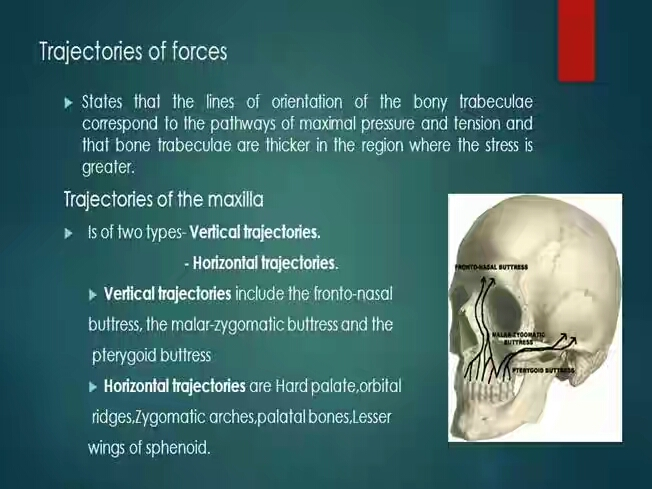 Trajectories of forces
States that the lines of orientation of the bony trabeculae
correspond to the pathways of maximal pressure and tension and
that bone trabeculae are thicker in the region where the stress is
greater.
Trajectories of the maxilla
Is of two types- Vertical trajectories.
- Horizontal trajectories.
Vertical trajectories include the fronto-nasal
buttress, the malar-zygomatic buttress and the
pterygoid buttress
Horizontal trajectories are Hard palate,orbital
ridges,Zygomatic arches,palatal bones,Lesser
wings of sphenoid.
FRONTO-NASAL BUTTRESS
MALAR-ZYGOMATIC
BUTTRESS
PTERYGOID BUTTRESS